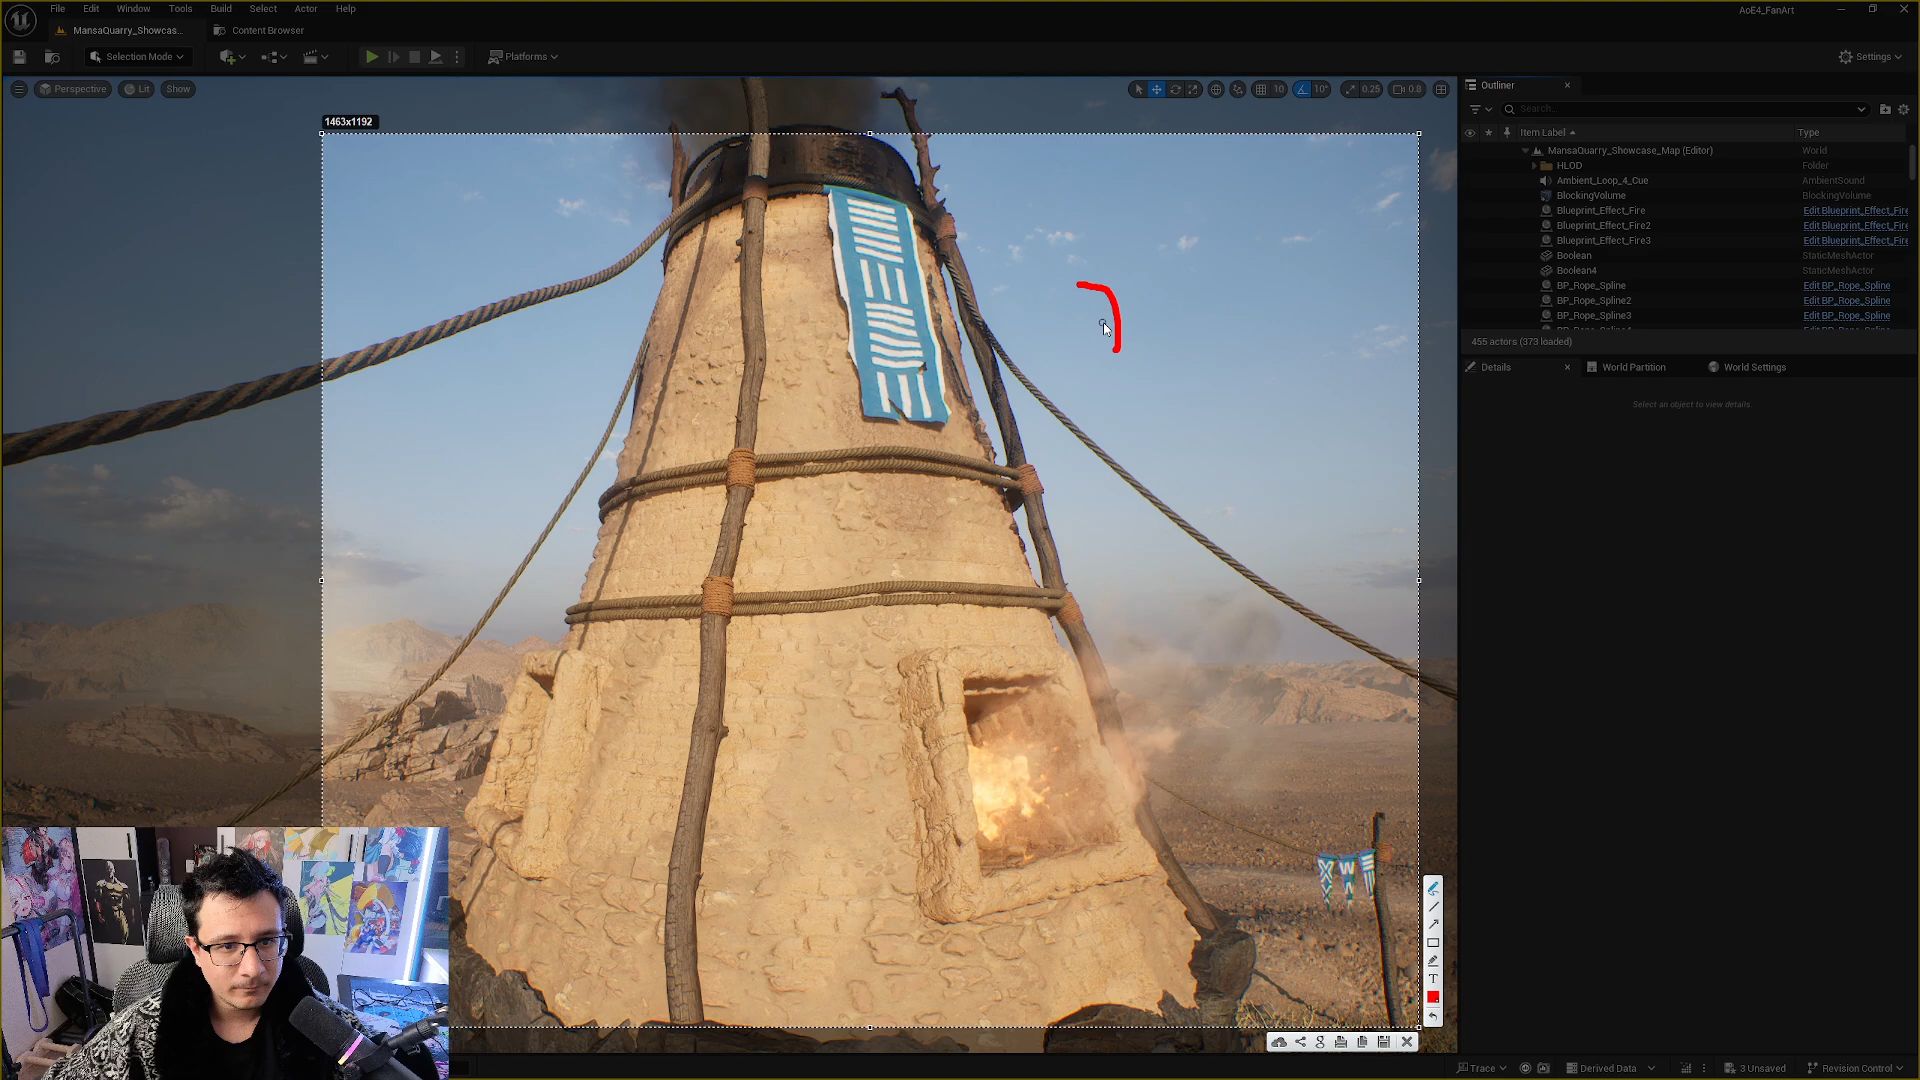 File Edit Window Tools Build Select Actor Help
AoE4_FanArt
MansaQuarry_Showcas...
Content Browser
Selection Mode
Platforms
Settings
Perspective
Lit
Show
10
10°
0.25
0.8
1463x1192
Outliner
Search...
Item Label
Type
MansaQuarry_Showcase_Map (Editor) World
HLOD Folder
Ambient_Loop_4_Cue AmbientSound
BlockingVolume BlockingVolume
Blueprint_Effect_Fire Edit Blueprint_Effect_Fire
Blueprint_Effect_Fire2 Edit Blueprint_Effect_Fire
Blueprint_Effect_Fire3 Edit Blueprint_Effect_Fire
Boolean StaticMeshActor
Boolean4 StaticMeshActor
BP_Rope_Spline Edit BP_Rope_Spline
BP_Rope_Spline2 Edit BP_Rope_Spline
BP_Rope_Spline3 Edit BP_Rope_Spline
455 actors (373 loaded)
Details
World Partition
World Settings
Select an object to view details.
T
g
Trace
Derived Data
3 Unsaved
Revision Control